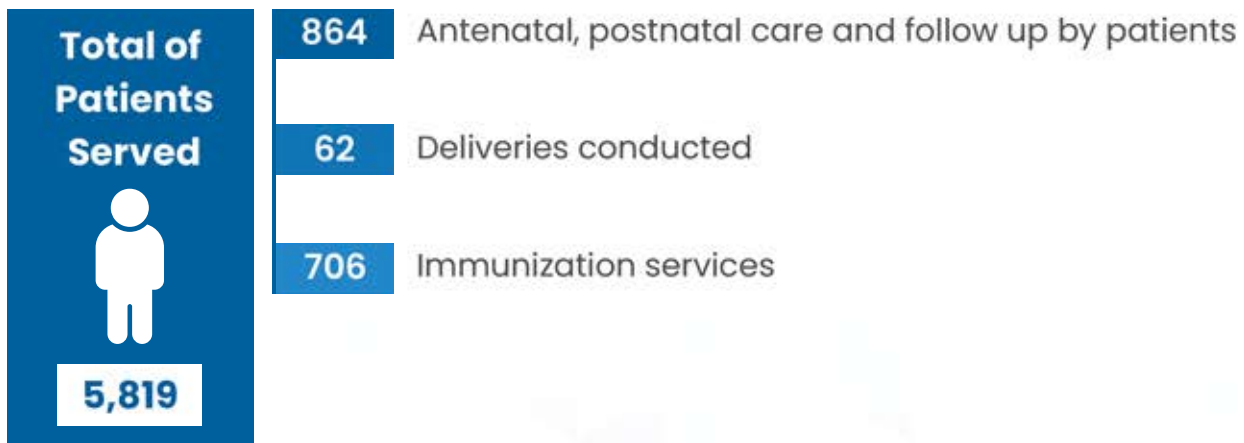 Total of
Patients
Served
5,819
864 Antenatal, postnatal care and follow up by patients
62 Deliveries conducted
706 Immunization services